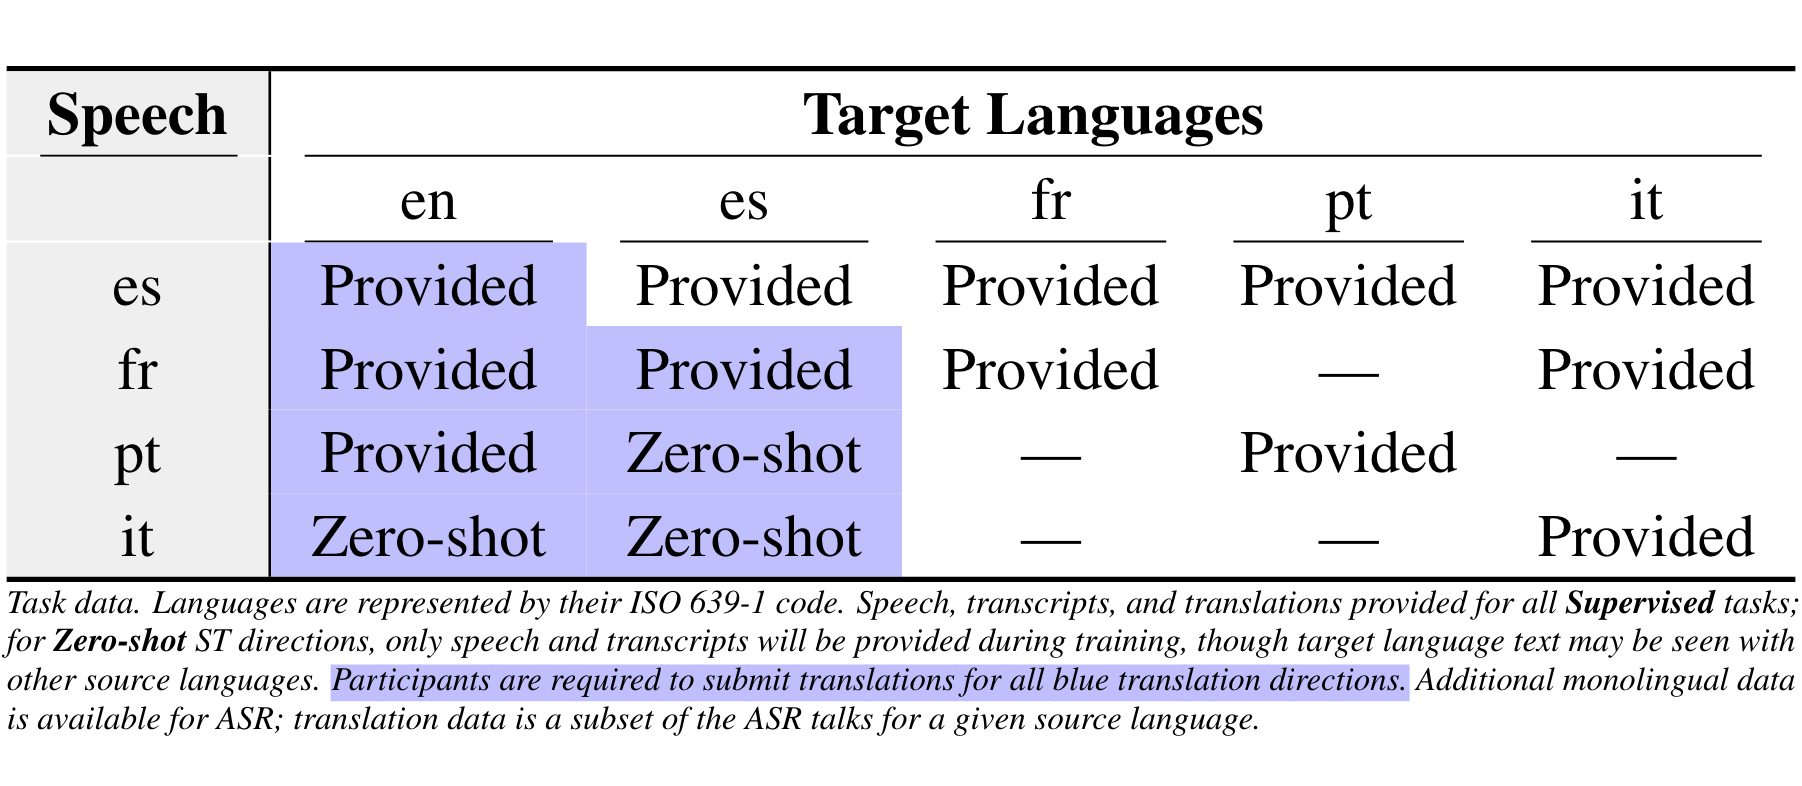 Speech Target Languages
en es fr pt it
es Provided Provided Provided Provided Provided
fr Provided Provided Provided — Provided
pt Provided Zero-shot — Provided —
it Zero-shot Zero-shot — — Provided
Task data. Languages are represented by their ISO 639-1 code. Speech, transcripts, and translations provided for all Supervised tasks;
for Zero-shot ST directions, only speech and transcripts will be provided during training, though target language text may be seen with
other source languages. Participants are required to submit translations for all blue translation directions. Additional monolingual data
is available for ASR; translation data is a subset of the ASR talks for a given source language.